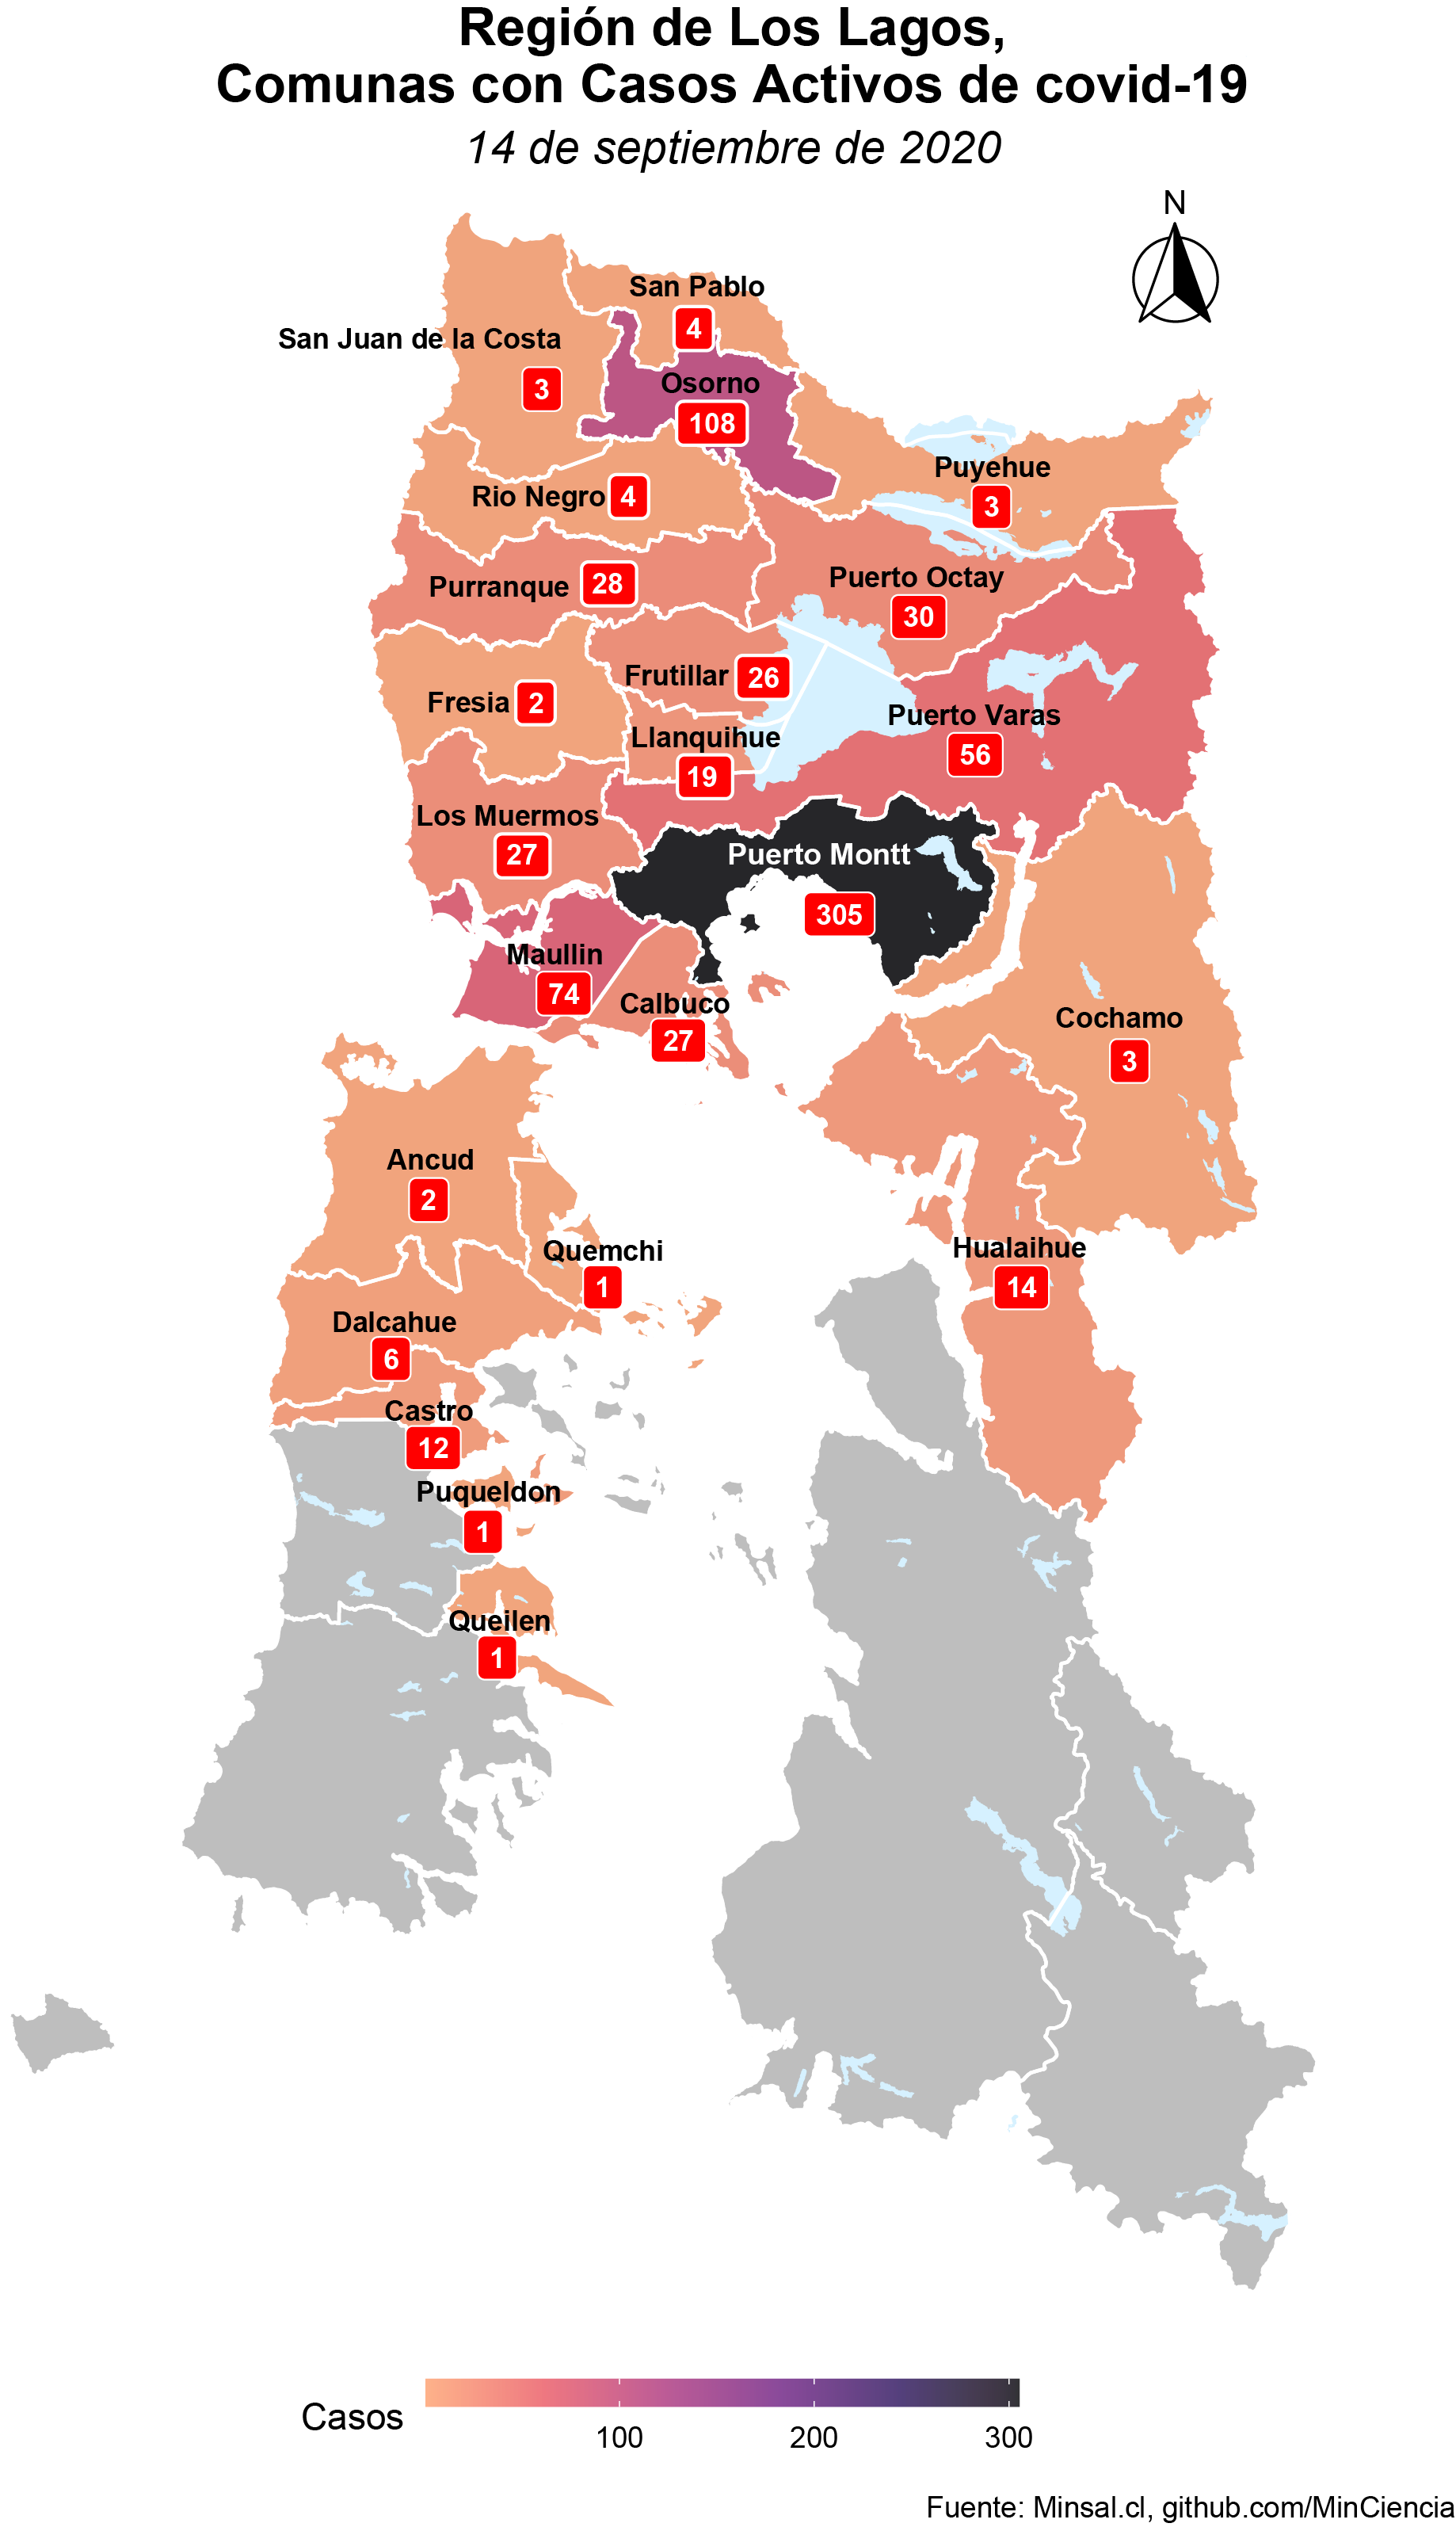 Región de Los Lagos,
Comunas con Casos Activos de covid-19
14 de septiembre de 2020
N
San Pablo
4
San Juan de la Costa
3
Osorno
108
Puyehue
3
Rio Negro
4
Purranque
28
Puerto Octay
30
Frutillar
26
Fresia
2
Puerto Varas
56
Llanquihue
19
Los Muermos
27
Puerto Montt
305
Maullin
74
Calbuco
27
Cochamo
3
Ancud
2
Quemchi
1
Hualaihue
14
Dalcahue
6
Castro
12
Puqueldon
1
Queilen
1
Casos
100
200
300
Fuente: Minsal.cl, github.com/MinCiencia